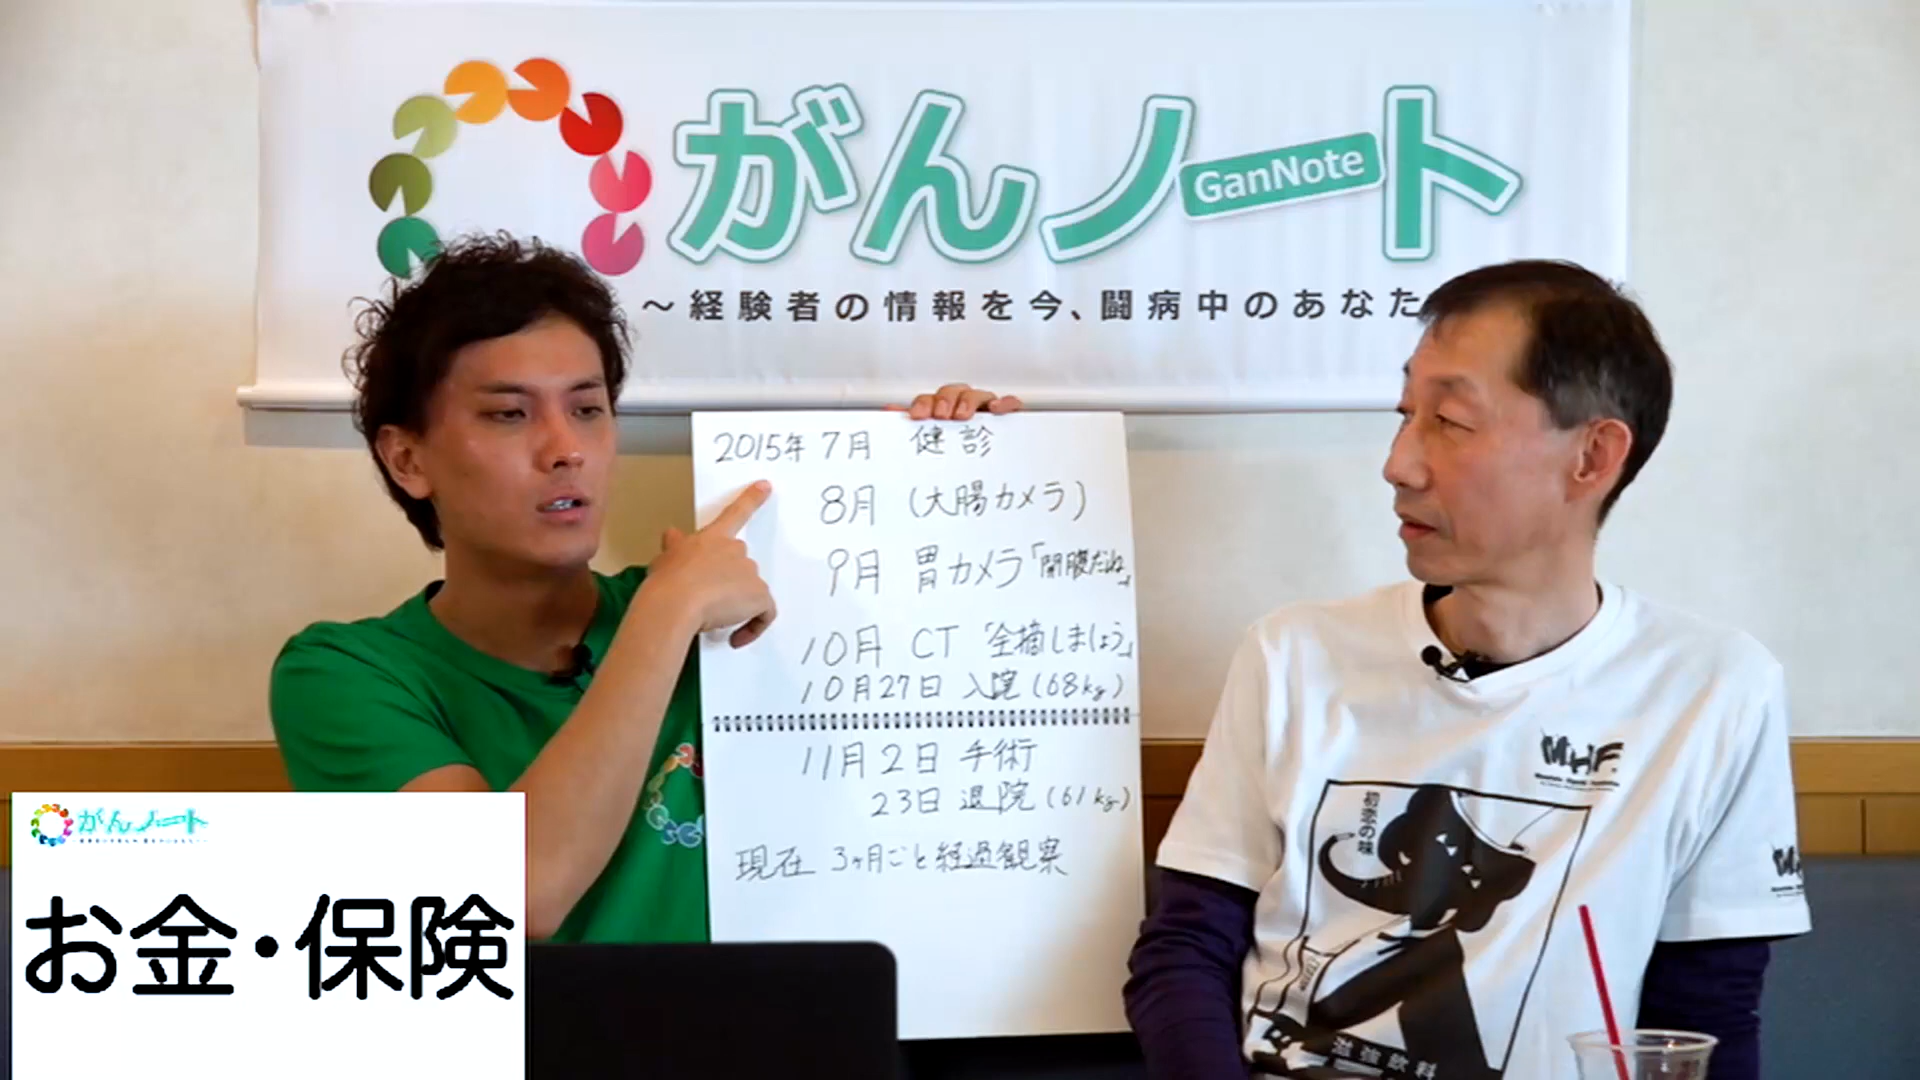 がんノート
GanNote
～経験者の情報を今、闘病中のあなた
2015年7月 健診
8月 (大腸カメラ)
9月 胃カメラ「開腹だね」
10月 CT「全摘しましょう」
10月27日 入院(68kg)
11月2日 手術
23日 退院(61kg)
現在 3ヶ月ごと経過観察
MHF
初恋の味
滋強飲料
がんノート
お金・保険